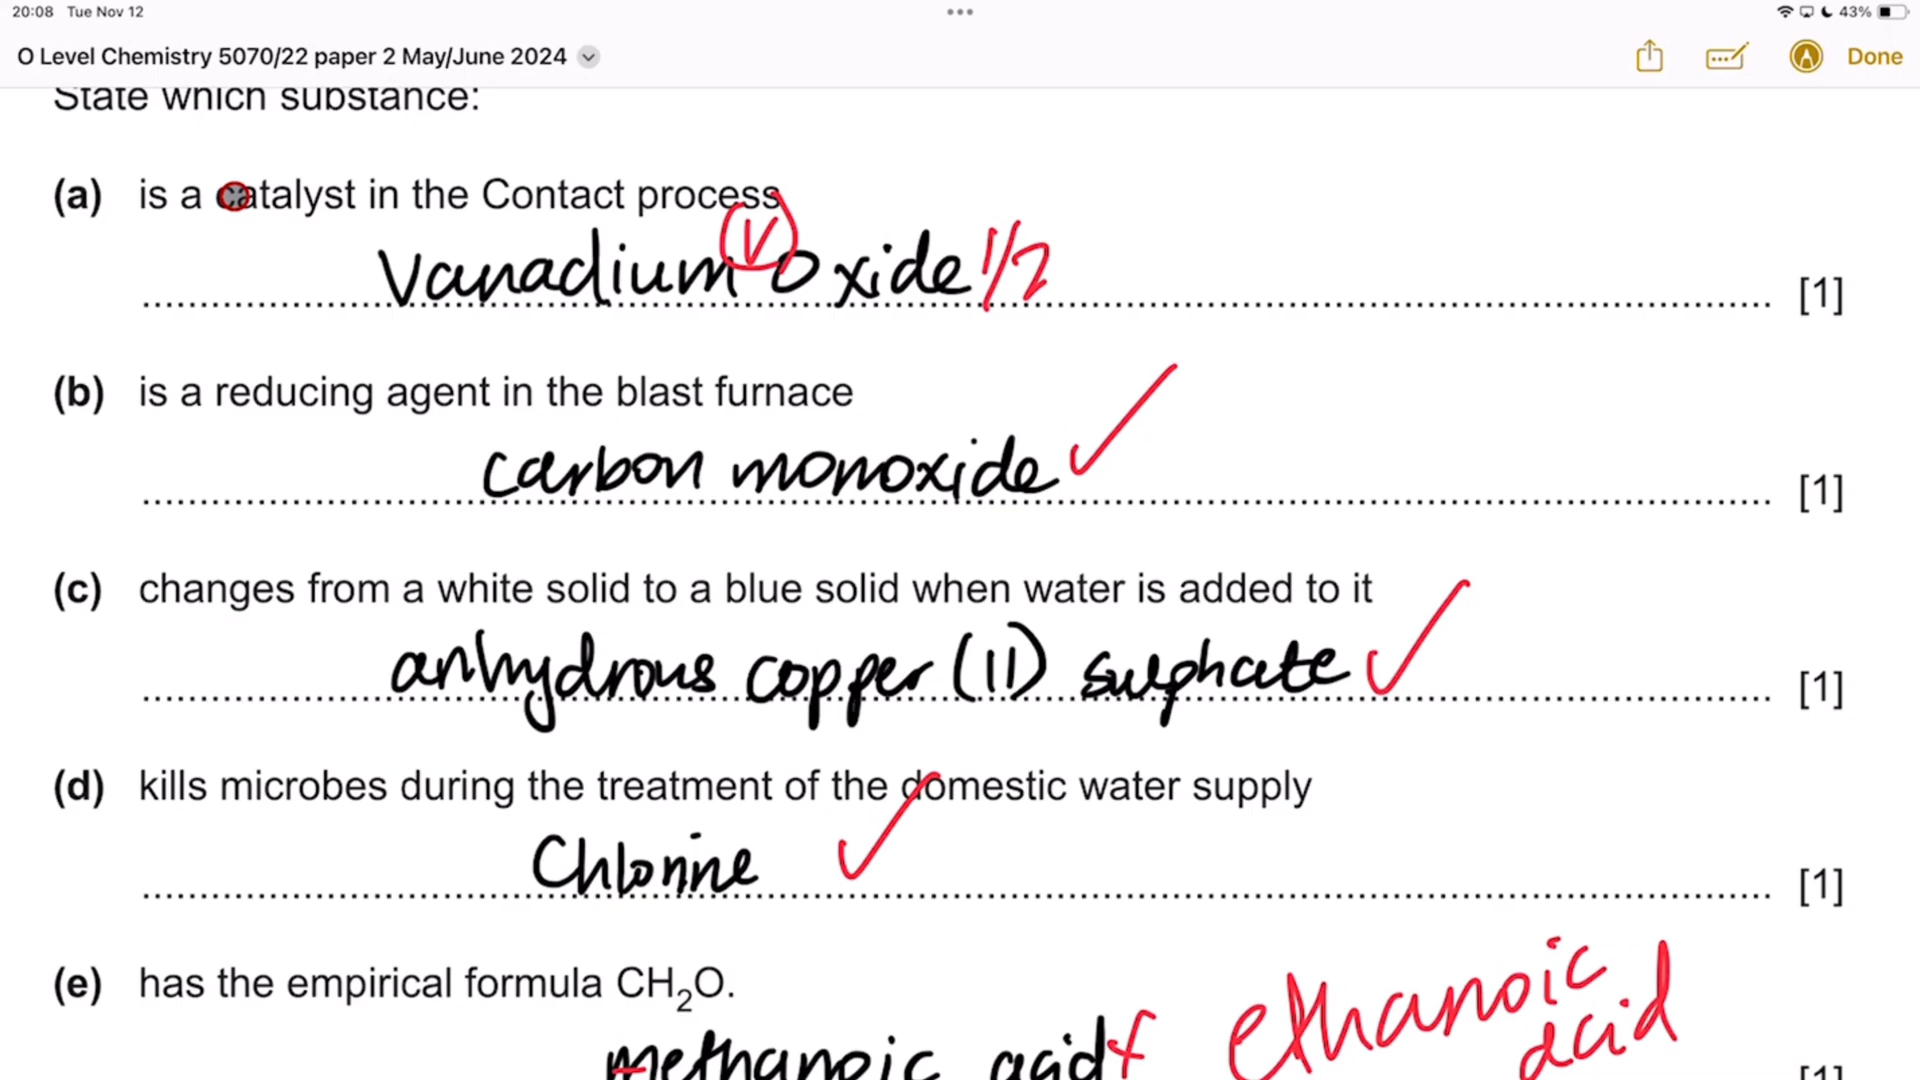 20:08 Tue Nov 12 43%
O Level Chemistry 5070/22 paper 2 May/June 2024 Done
State which substance:
(a) is a catalyst in the Contact process
Vanadium (V) oxide 1/2 [1]
(b) is a reducing agent in the blast furnace
carbon monoxide [1]
(c) changes from a white solid to a blue solid when water is added to it
anhydrous copper (II) sulphate [1]
(d) kills microbes during the treatment of the domestic water supply
Chlorine [1]
(e) has the empirical formula CH₂O.
methanoic acid ethanoic acid [1]